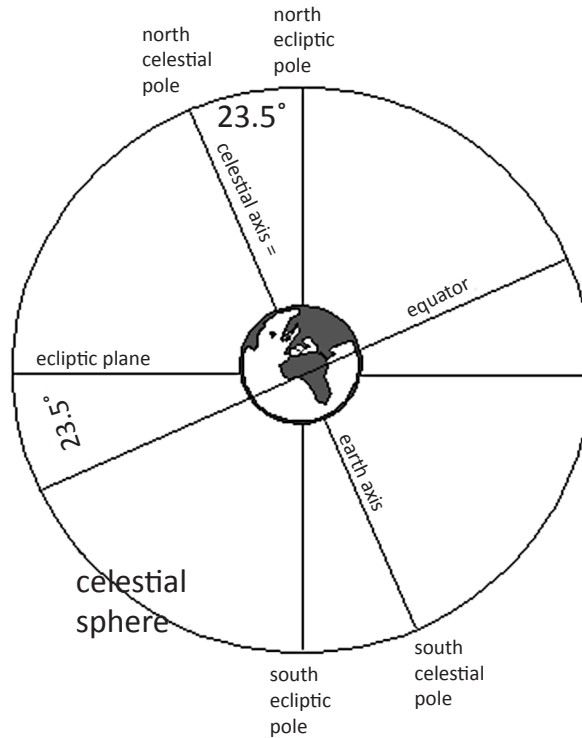 north
celestial
pole
north
ecliptic
pole
23.5°
celestial axis =
equator
ecliptic plane
23.5°
earth axis
celestial
sphere
south
ecliptic
pole
south
celestial
pole